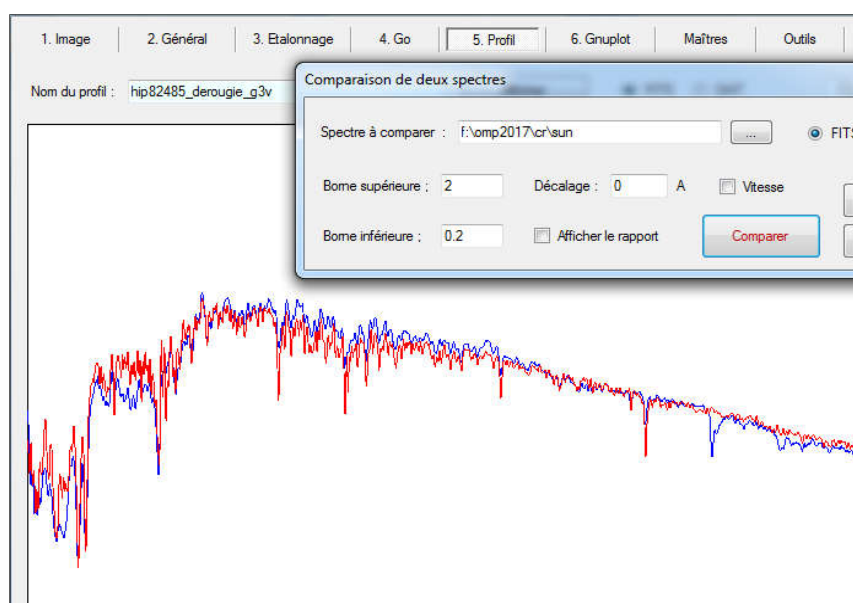 1. Image 2. Général 3. Etalonnage 4. Go 5. Profil 6. Gnuplot Maîtres Outils
Nom du profil : hip82485_derougie_g3v
Comparaison de deux spectres
Spectre à comparer : f:\omp2017\cr\sun ... FITS
Borne supérieure : 2 Décalage : 0 A Vitesse
Borne inférieure : 0.2 Afficher le rapport Comparer